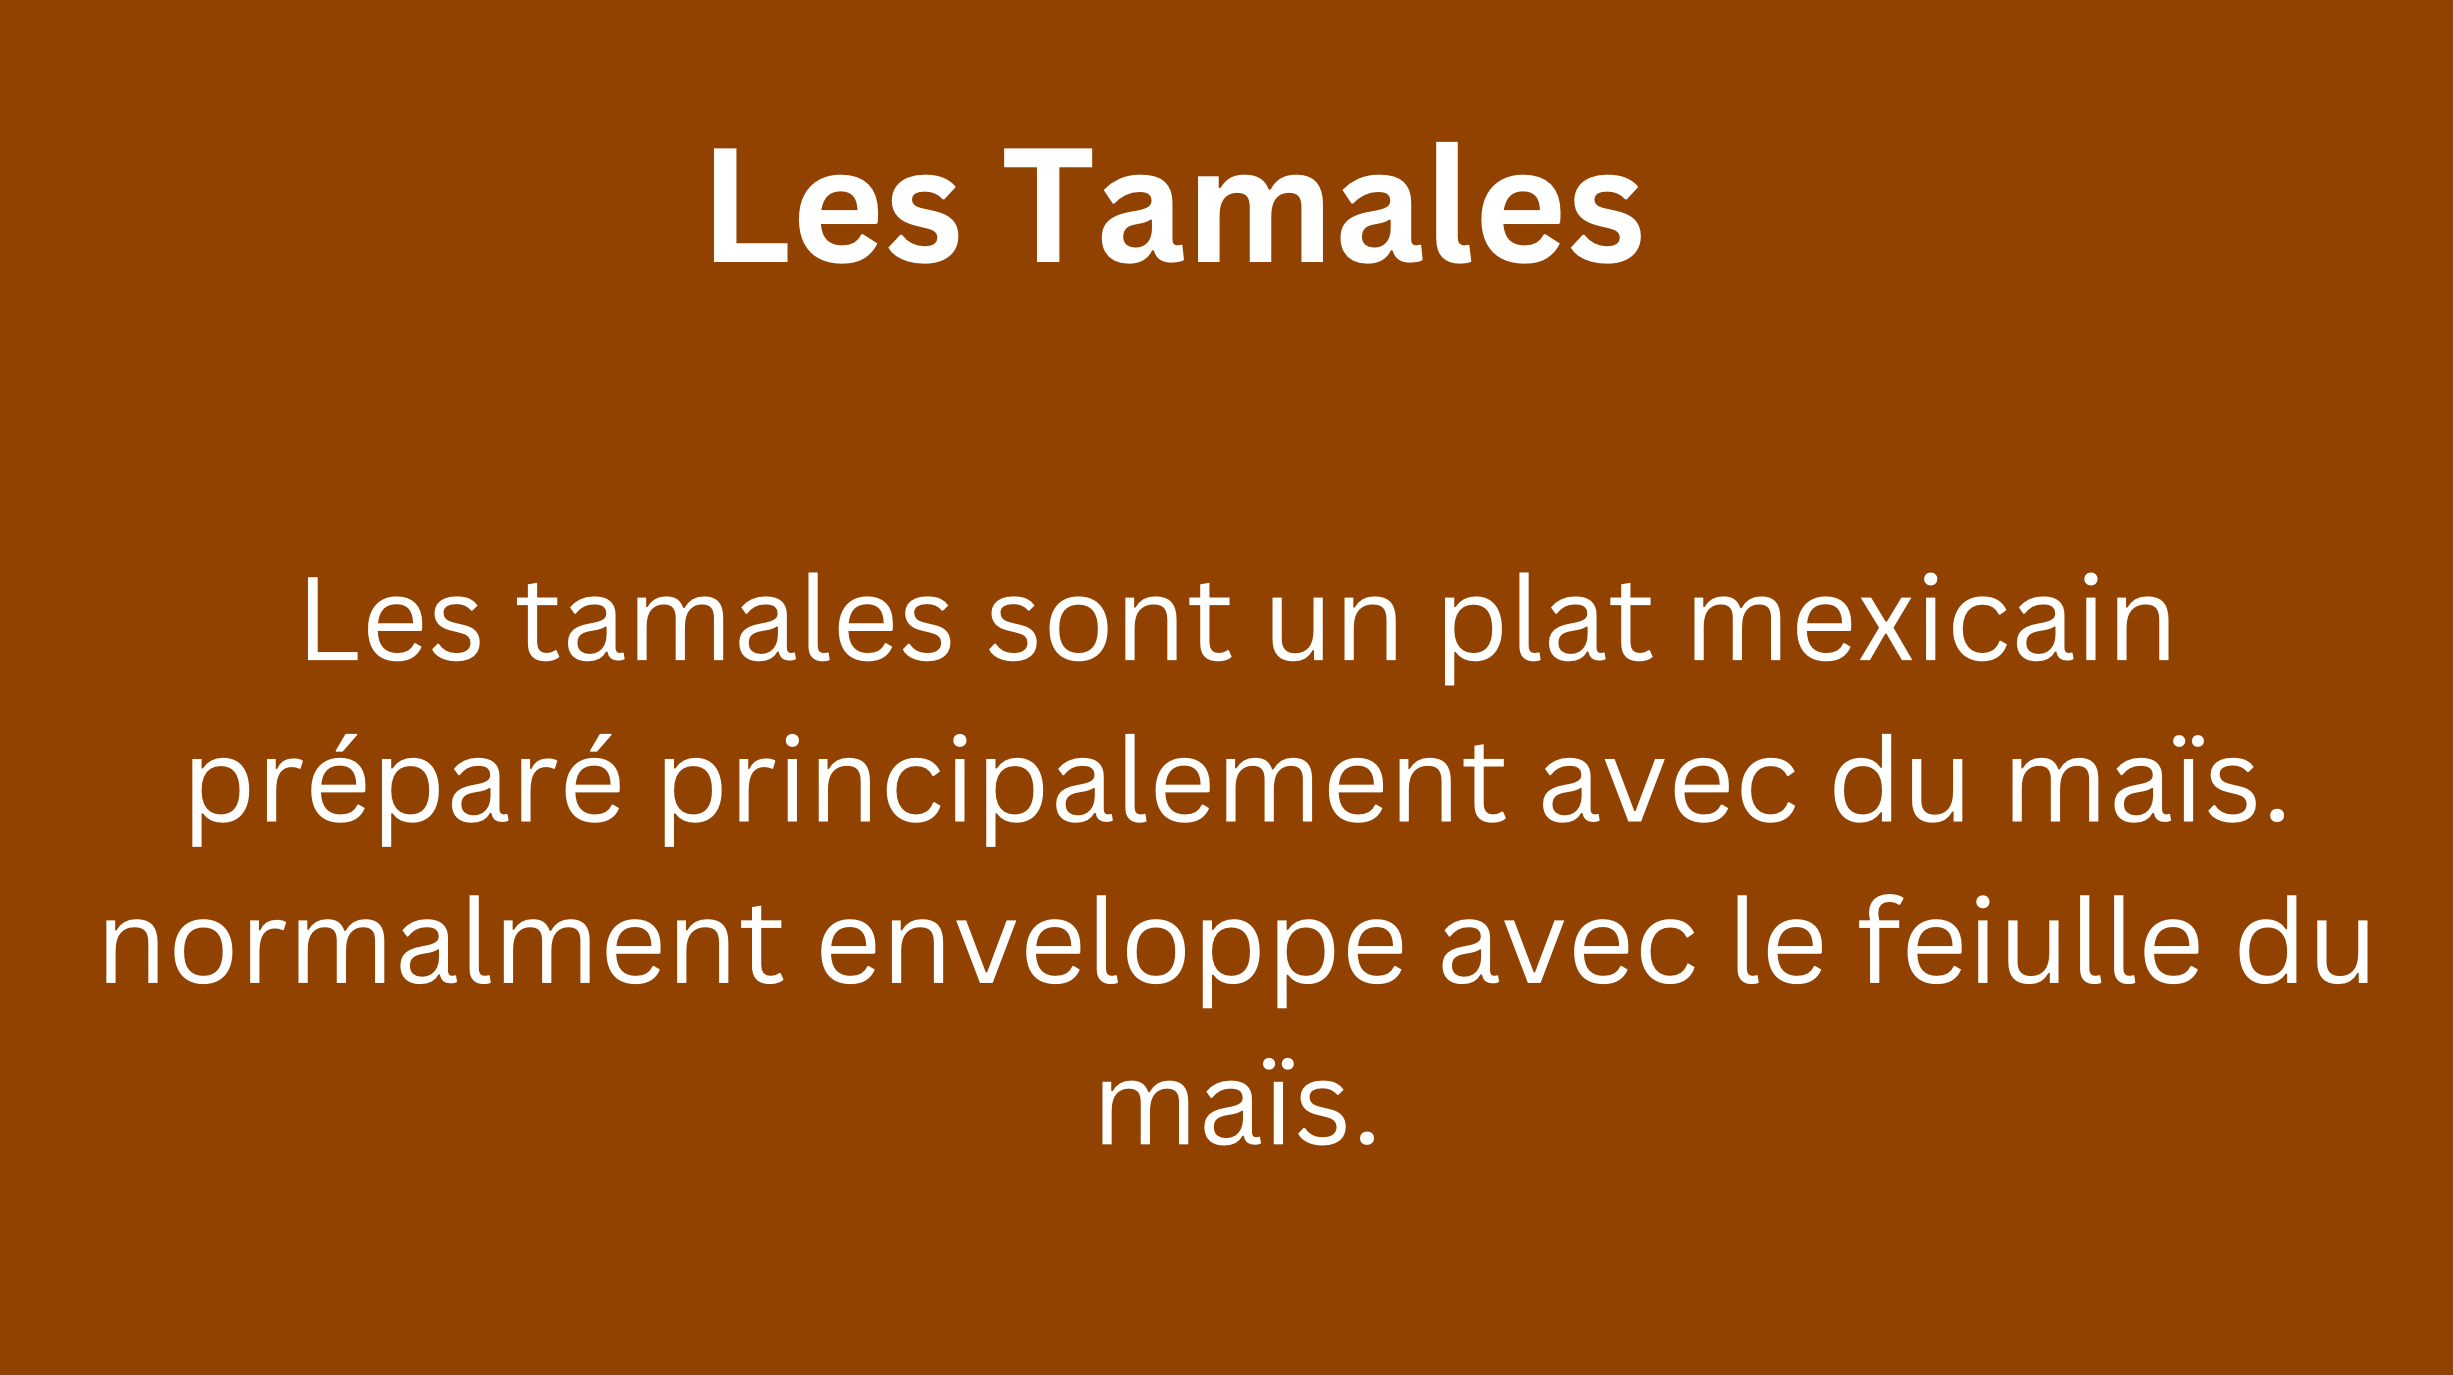 Les Tamales
Les tamales sont un plat mexicain
préparé principalement avec du maïs.
normalment enveloppe avec le feiulle du
maïs.